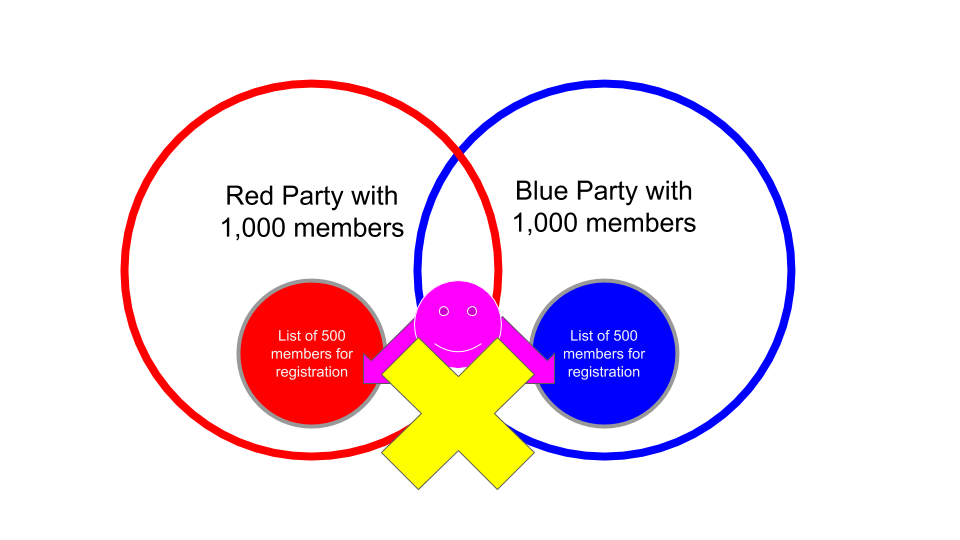 Red Party with
1,000 members
Blue Party with
1,000 members
List of 500
members for
registration
List of 500
members for
registration